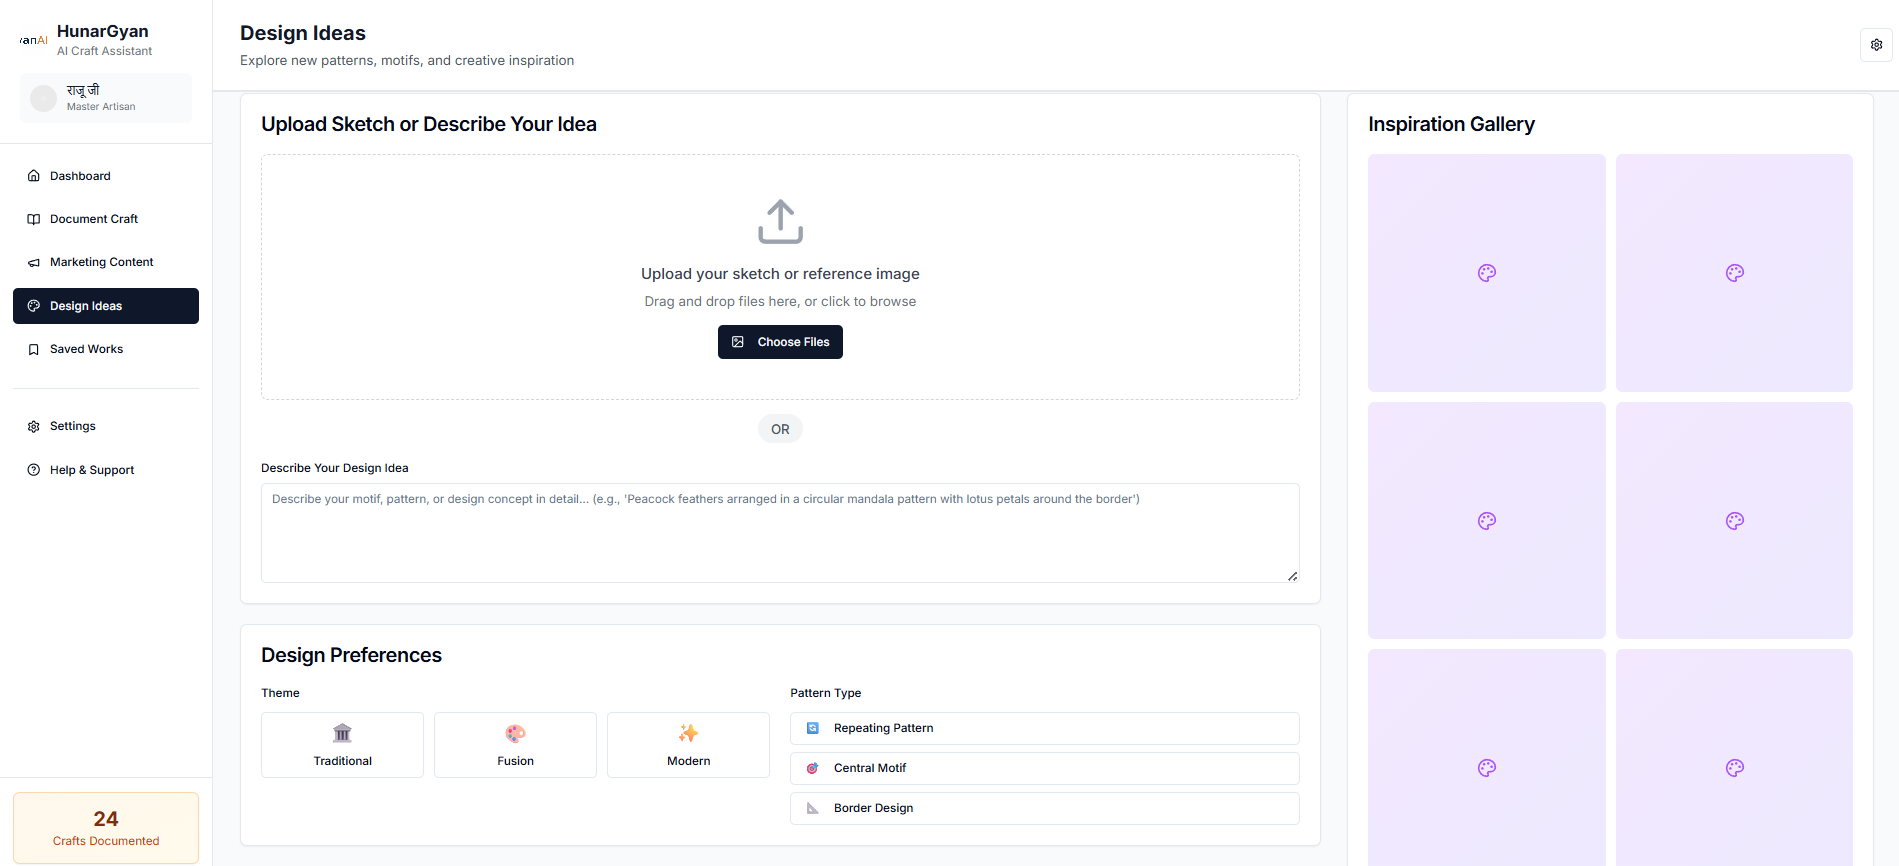 HunarGyan
AI Craft Assistant
राजू जी
Master Artisan
Dashboard
Document Craft
Marketing Content
Design Ideas
Saved Works
Settings
Help & Support
24
Crafts Documented
Design Ideas
Explore new patterns, motifs, and creative inspiration
Upload Sketch or Describe Your Idea
Upload your sketch or reference image
Drag and drop files here, or click to browse
Choose Files
OR
Describe Your Design Idea
Describe your motif, pattern, or design concept in detail... (e.g., 'Peacock feathers arranged in a circular mandala pattern with lotus petals around the border')
Design Preferences
Theme
Traditional
Fusion
Modern
Pattern Type
Repeating Pattern
Central Motif
Border Design
Inspiration Gallery